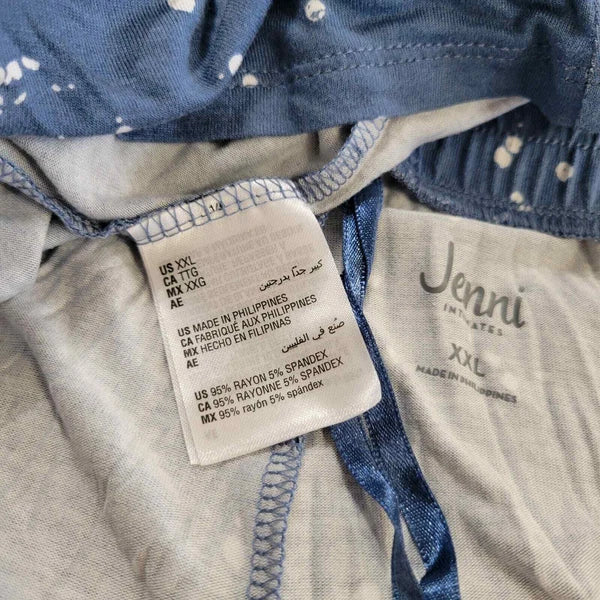 US XXL
CA TTG
MX XXG
AE
كبير جدًا بدرجتين
US MADE IN PHILIPPINES
CA FABRIQUÉ AUX PHILIPPINES
MX HECHO EN FILIPINAS
AE
صُنع في الفلبين
US 95% RAYON 5% SPANDEX
CA 95% RAYONNE 5% SPANDEX
MX 95% rayón 5% spándex
Jenni
INTIMATES
XXL
MADE IN PHILIPPINES